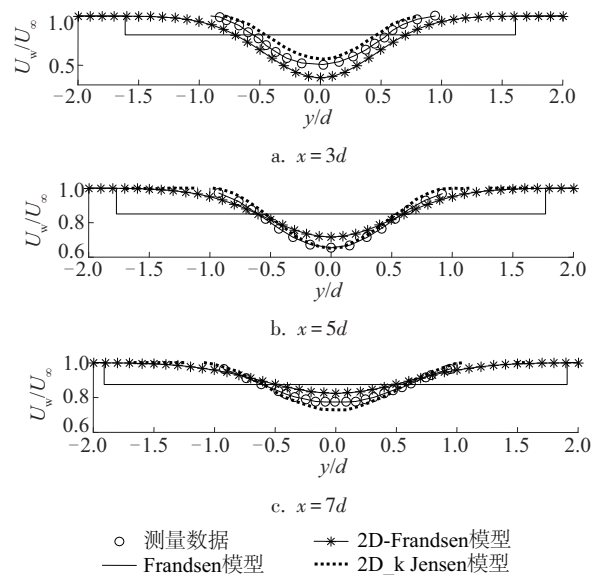 U_w/U_∞
1.0
0.5
−2.0 −1.5 −1.0 −0.5 0.0 0.5 1.0 1.5 2.0
y/d
a. x=3d
U_w/U_∞
1.0
0.8
0.6
−2.0 −1.5 −1.0 −0.5 0 0.5 1.0 1.5 2.0
y/d
b. x=5d
U_w/U_∞
1.0
0.8
0.6
−2.0 −1.5 −1.0 −0.5 0.0 0.5 1.0 1.5 2.0
y/d
c. x=7d
测量数据 2D-Frandsen模型
Frandsen模型 2D_k Jensen模型